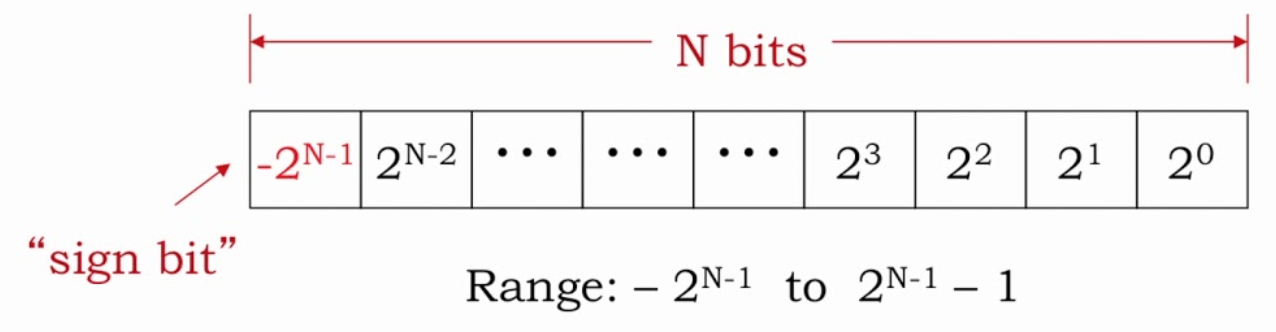 N bits
-2^N-1 2^N-2 ••• ••• ••• 2^3 2^2 2^1 2^0
“sign bit”
Range: – 2^N-1 to 2^N-1 – 1